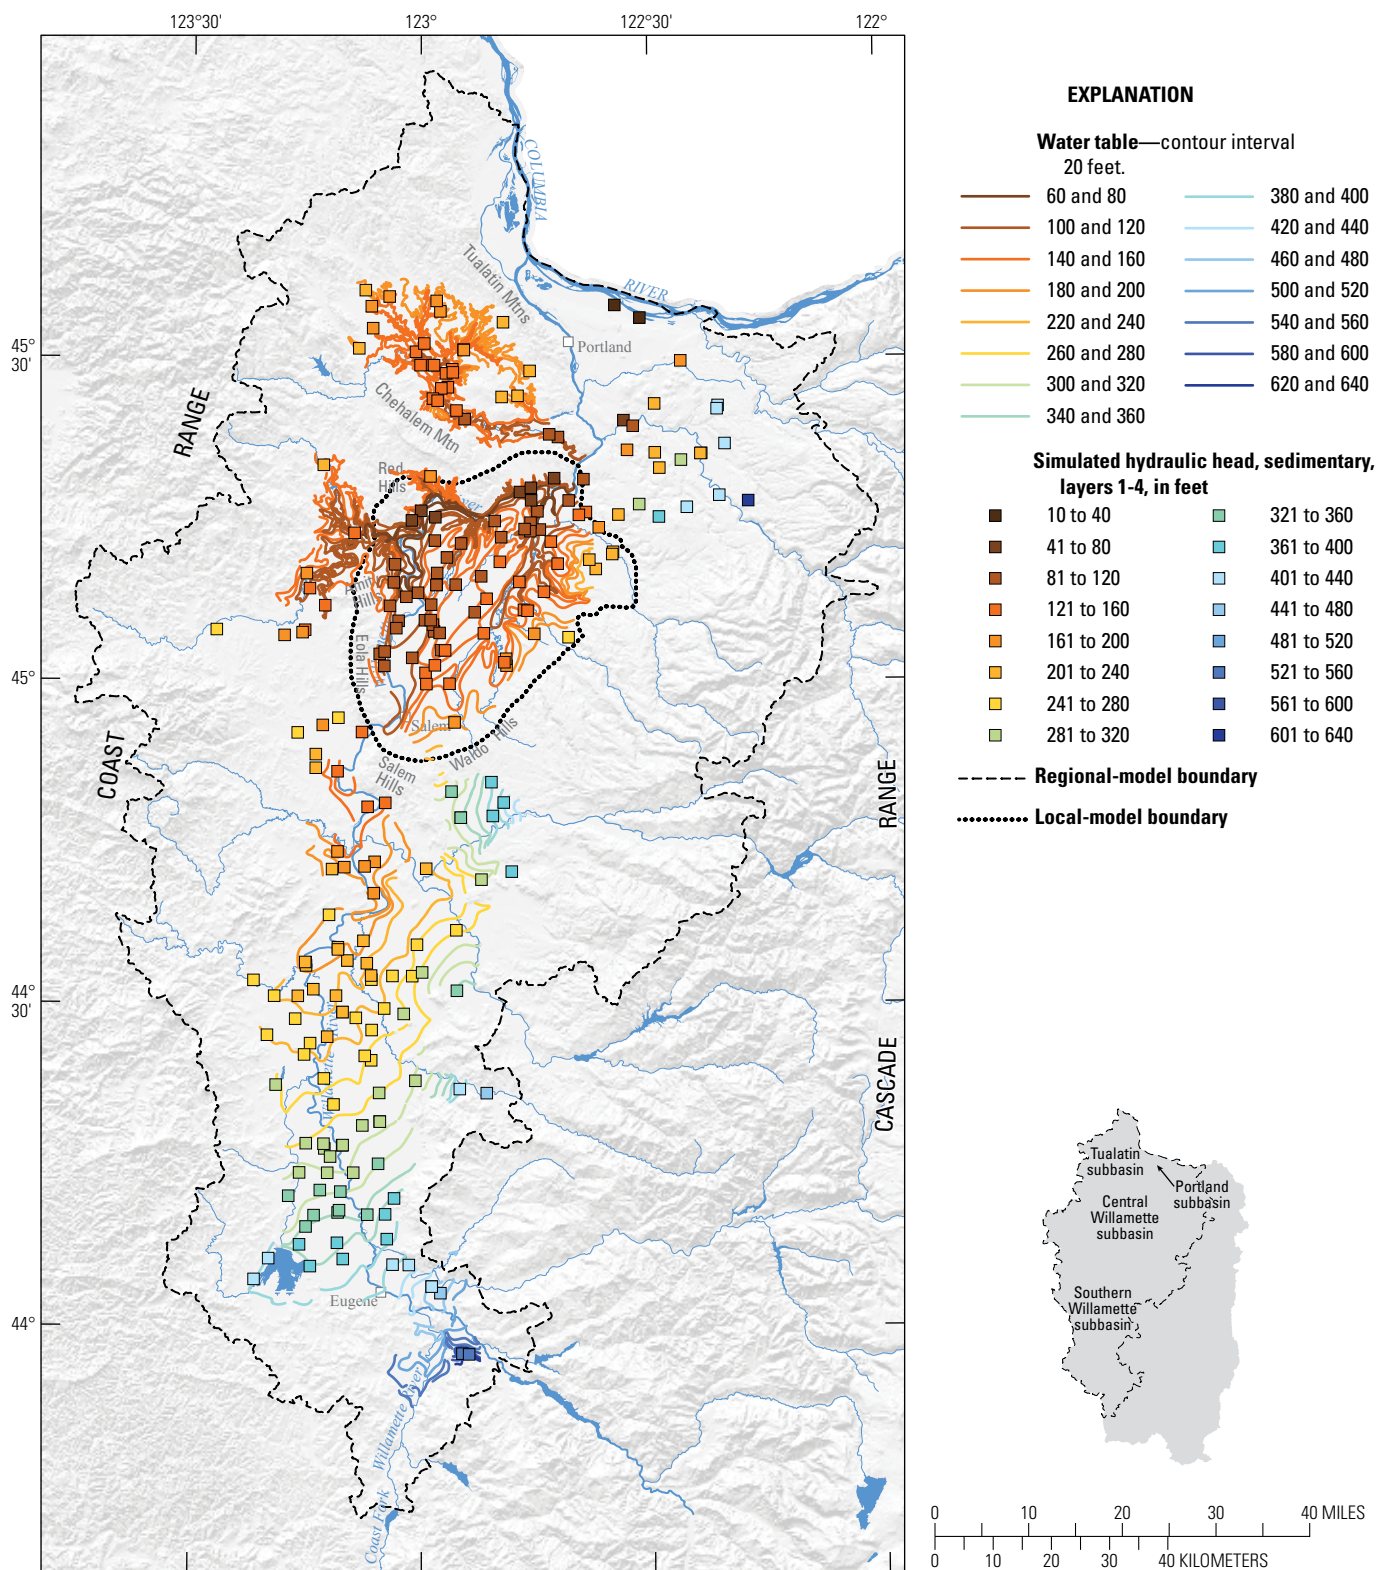 123°30'
123°
122°30'
122°
COLUMBIA
RIVER
Tualatin Mtns
Portland
45°
30'
Chehalem Mtn
RANGE
Red
Hills
Eola Hills
45°
Salem
Waldo Hills
Salem
Hills
COAST
RANGE
44°
30'
Willamette River
CASCADE
Eugene
44°
Coast Fork Willamette River
EXPLANATION
Water table—contour interval
20 feet.
60 and 80
100 and 120
140 and 160
180 and 200
220 and 240
260 and 280
300 and 320
340 and 360
380 and 400
420 and 440
460 and 480
500 and 520
540 and 560
580 and 600
620 and 640
Simulated hydraulic head, sedimentary,
layers 1-4, in feet
10 to 40
41 to 80
81 to 120
121 to 160
161 to 200
201 to 240
241 to 280
281 to 320
321 to 360
361 to 400
401 to 440
441 to 480
481 to 520
521 to 560
561 to 600
601 to 640
Regional-model boundary
Local-model boundary
Tualatin
subbasin
Portland
subbasin
Central
Willamette
subbasin
Southern
Willamette
subbasin
0 10 20 30 40 MILES
0 10 20 30 40 KILOMETERS